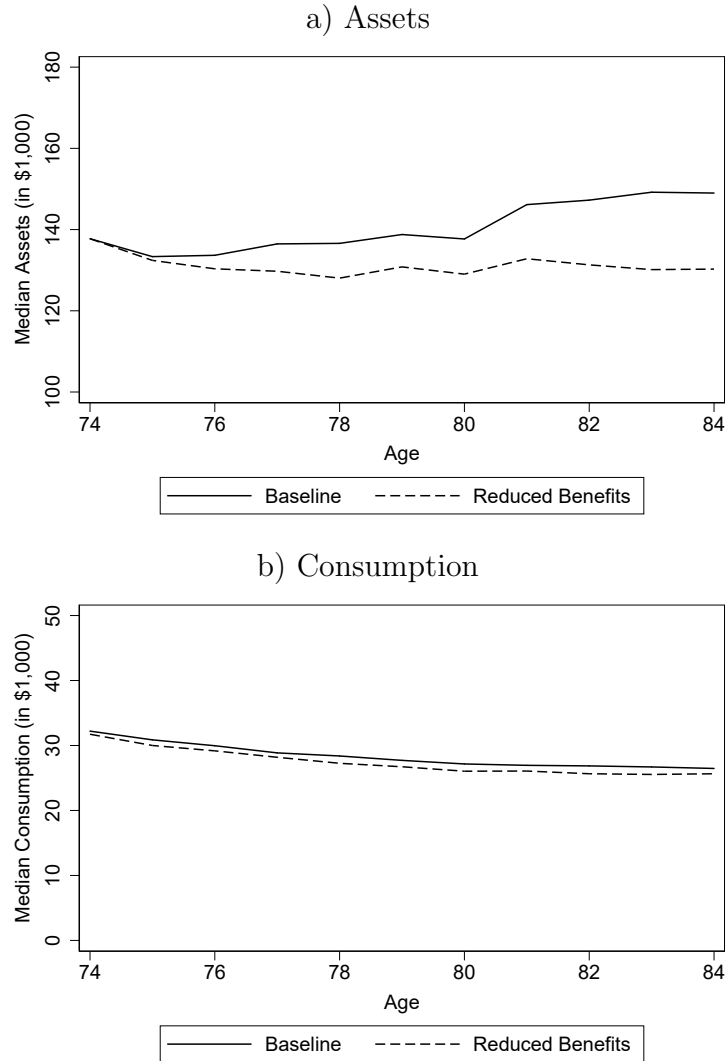 a) Assets
Median Assets (in $1,000)
180
160
140
120
100
74 76 78 80 82 84
Age
Baseline Reduced Benefits
b) Consumption
Median Consumption (in $1,000)
50
40
30
20
10
0
74 76 78 80 82 84
Age
Baseline Reduced Benefits